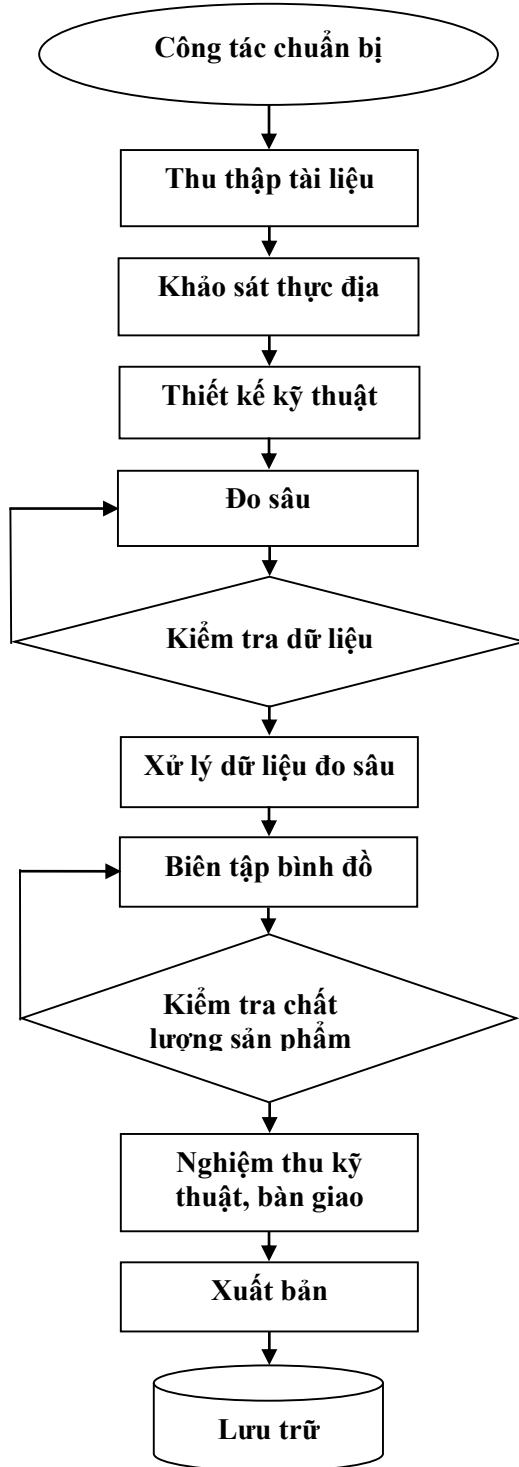 Công tác chuẩn bị
Thu thập tài liệu
Khảo sát thực địa
Thiết kế kỹ thuật
Đo sâu
Kiểm tra dữ liệu
Xử lý dữ liệu đo sâu
Biên tập bình đồ
Kiểm tra chất
lượng sản phẩm
Nghiệm thu kỹ
thuật, bàn giao
Xuất bản
Lưu trữ